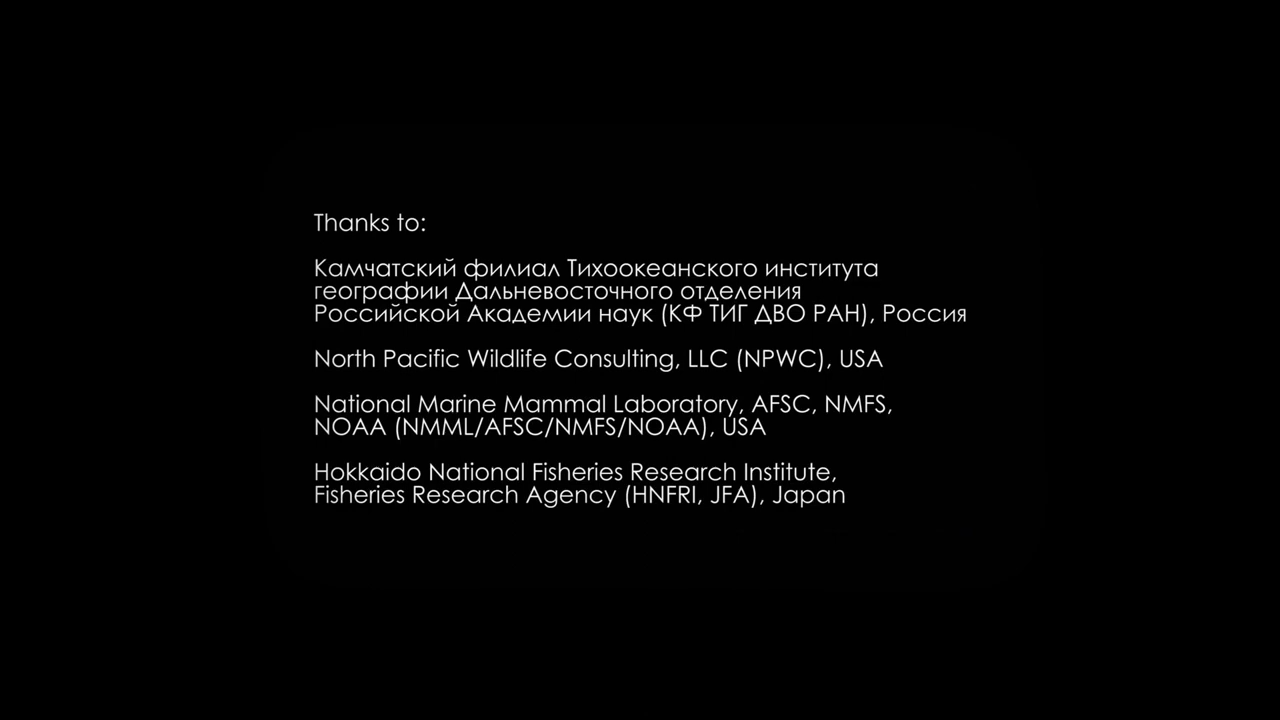 Thanks to:
Камчатский филиал Тихоокеанского института
географии Дальневосточного отделения
Российской Академии наук (КФ ТИГ ДВО РАН), Россия
North Pacific Wildlife Consulting, LLC (NPWC), USA
National Marine Mammal Laboratory, AFSC, NMFS,
NOAA (NMML/AFSC/NMFS/NOAA), USA
Hokkaido National Fisheries Research Institute,
Fisheries Research Agency (HNFRI, JFA), Japan